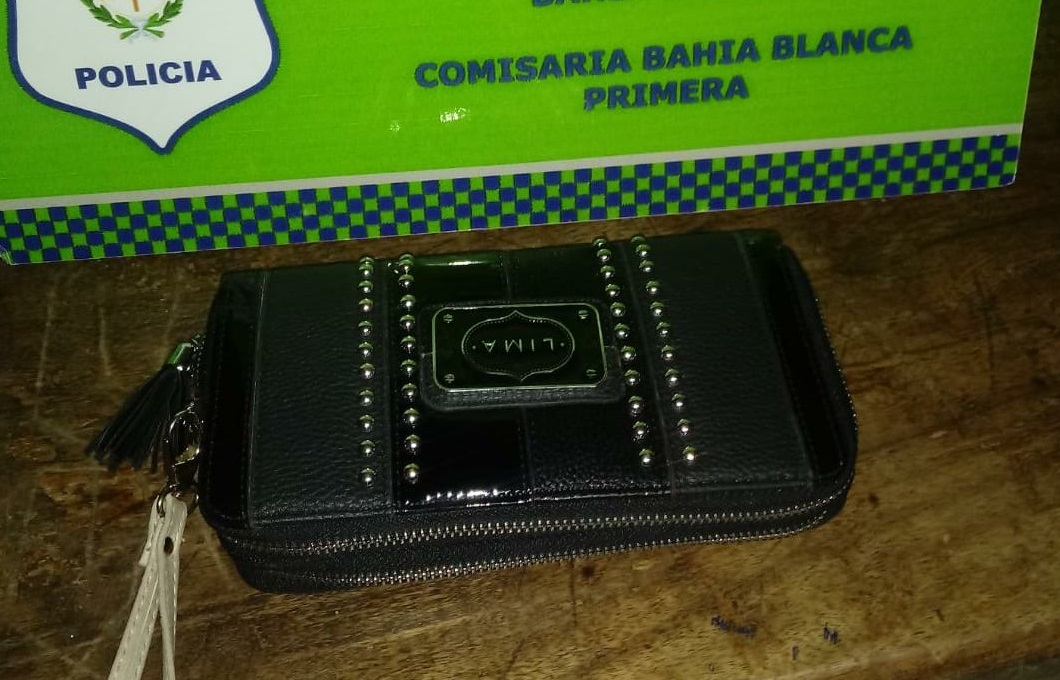 POLICIA
COMISARIA BAHIA BLANCA
PRIMERA
·LIMA·